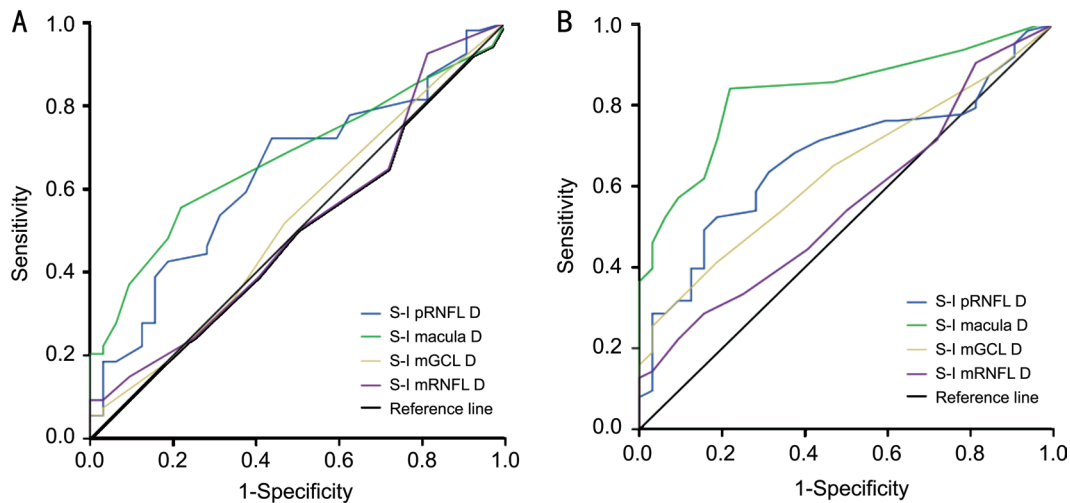 A
1.0
0.8
0.6
0.4
0.2
0.0
Sensitivity
S-I pRNFL D
S-I macula D
S-I mGCL D
S-I mRNFL D
Reference line
0.0 0.2 0.4 0.6 0.8 1.0
1-Specificity
B
1.0
0.8
0.6
0.4
0.2
0.0
Sensitivity
S-I pRNFL D
S-I macula D
S-I mGCL D
S-I mRNFL D
Reference line
0.0 0.2 0.4 0.6 0.8 1.0
1-Specificity